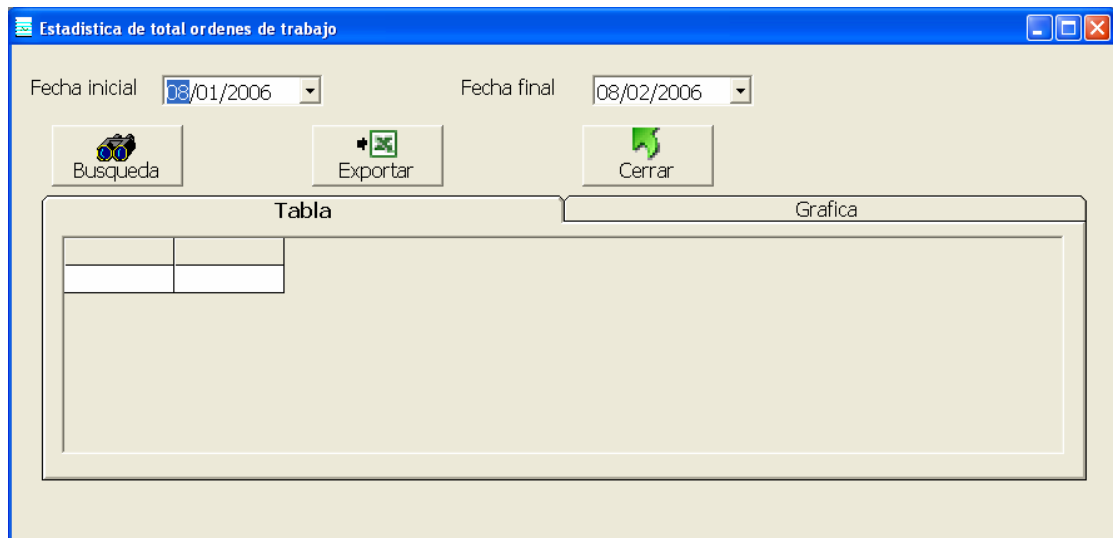 Estadistica de total ordenes de trabajo
Fecha inicial 08/01/2006 Fecha final 08/02/2006
Busqueda Exportar Cerrar
Tabla Grafica